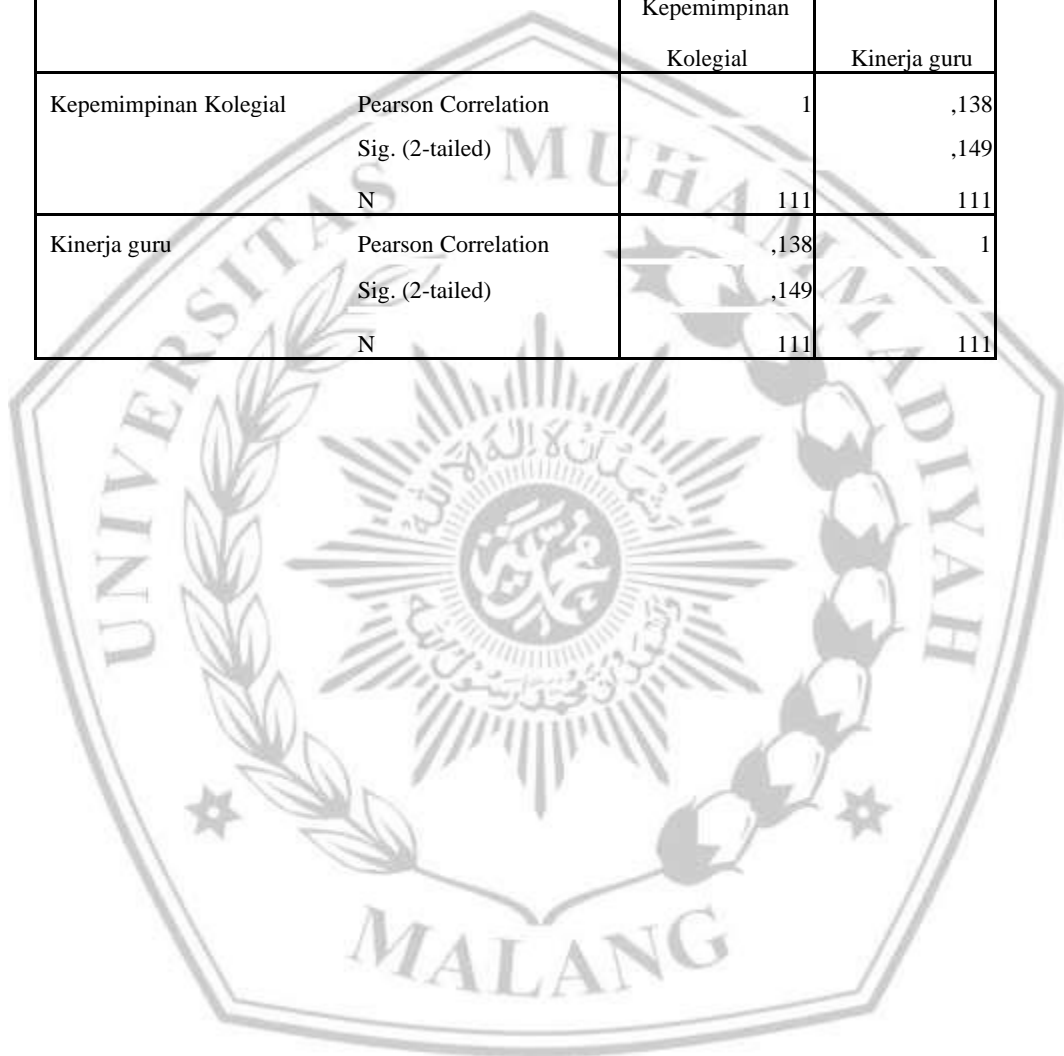 Kepemimpinan
Kolegial Kinerja guru
Kepemimpinan Kolegial Pearson Correlation 1 ,138
Sig. (2-tailed) ,149
N 111 111
Kinerja guru Pearson Correlation ,138 1
Sig. (2-tailed) ,149
N 111 111
UNIVERSITAS MUHAMMADIYAH
MALANG